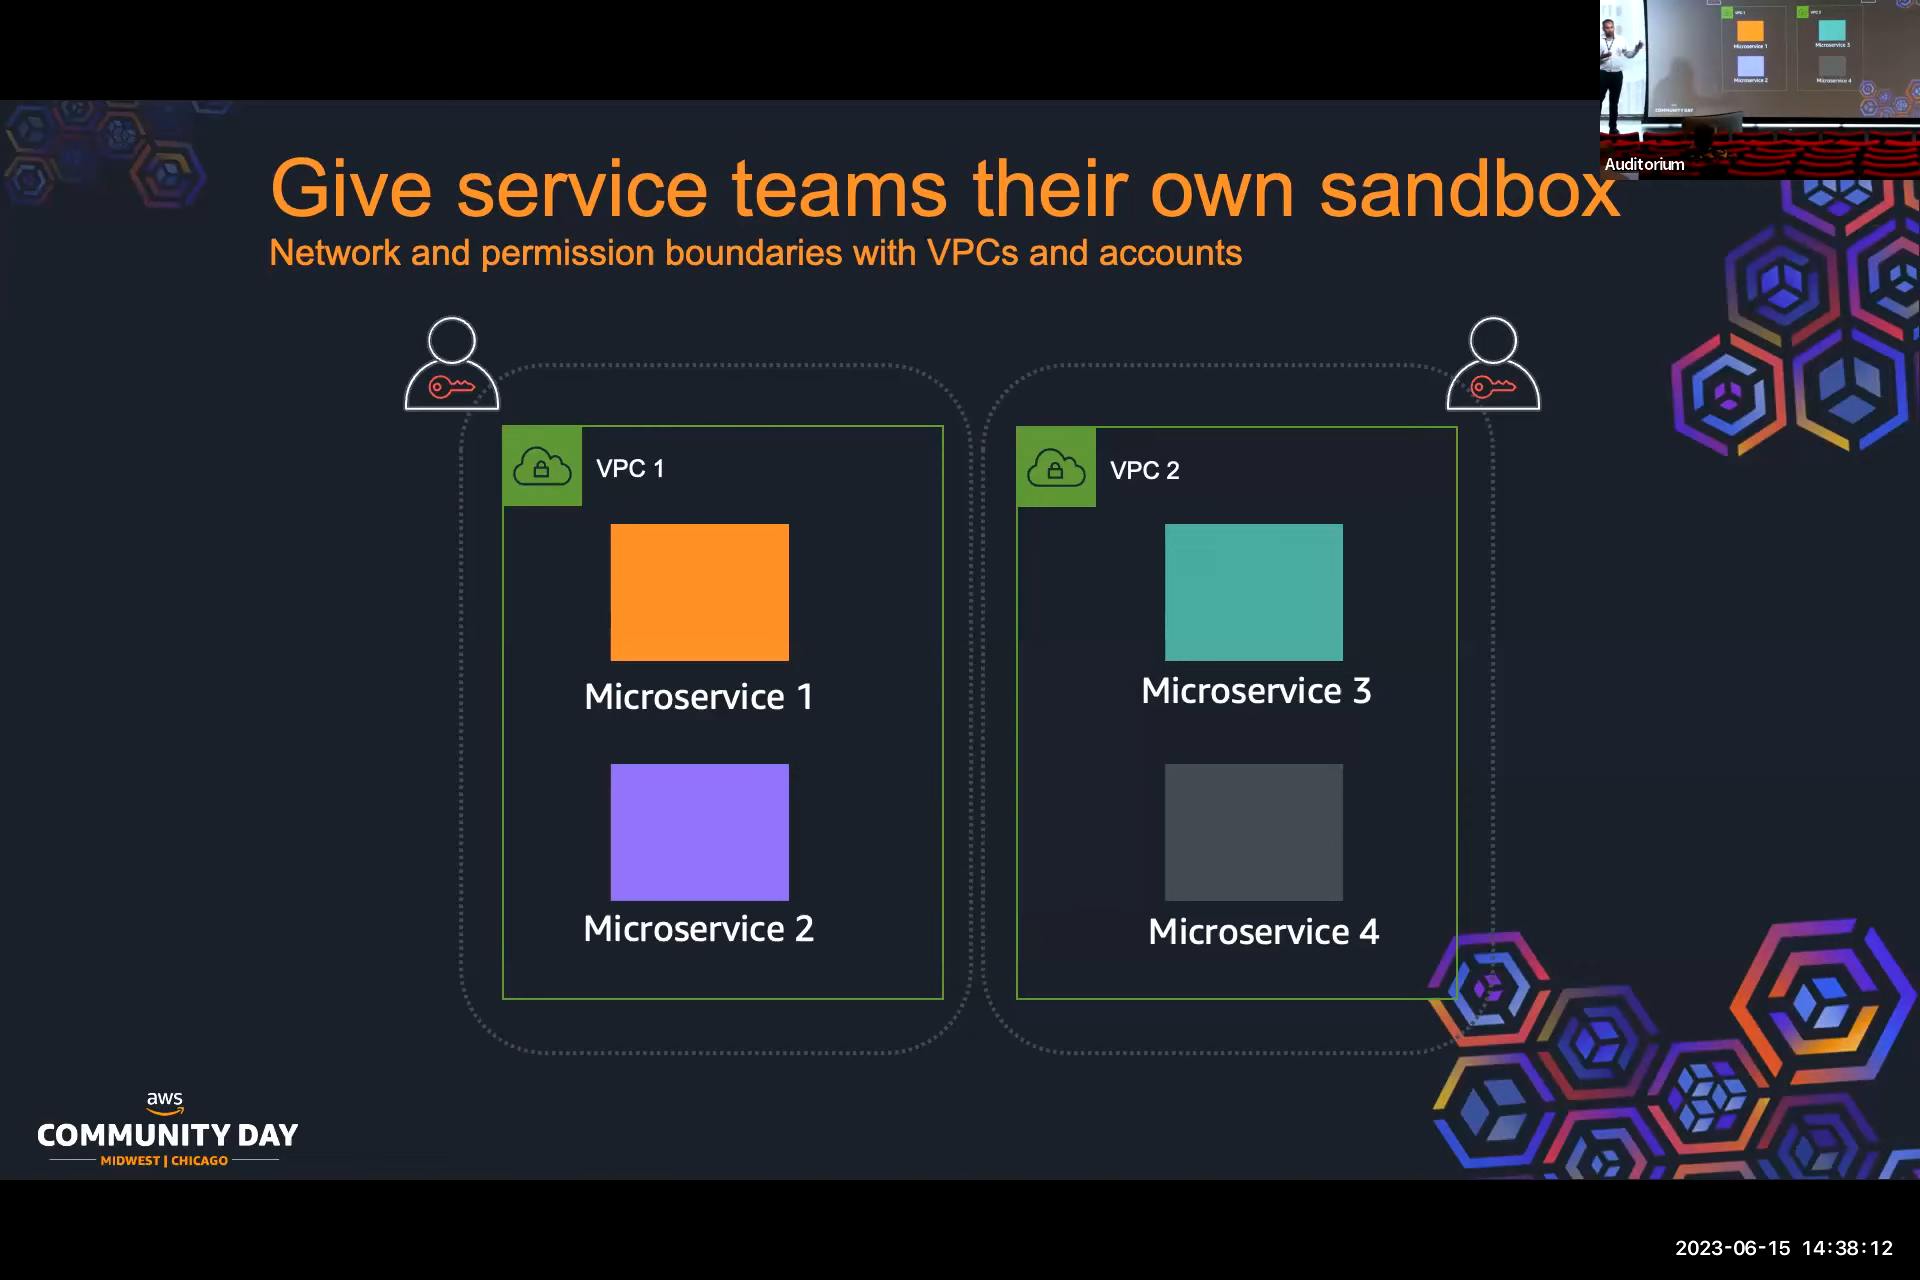 Give service teams their own sandbox
Network and permission boundaries with VPCs and accounts
Auditorium
VPC 1
VPC 2
Microservice 1
Microservice 3
Microservice 2
Microservice 4
aws
COMMUNITY DAY
MIDWEST | CHICAGO
2023-06-15 14:38:12